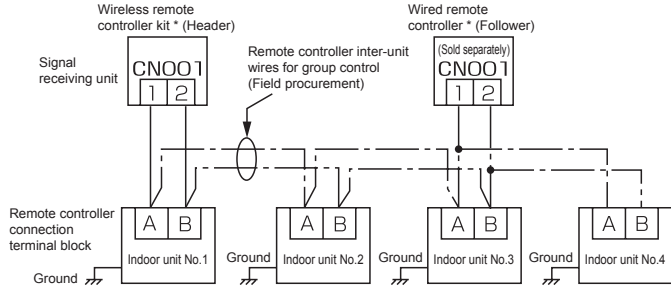 Wireless remote
controller kit * (Header)
Wired remote
controller * (Follower)
Signal
receiving unit
CN001
1 2
Remote controller inter-unit
wires for group control
(Field procurement)
(Sold separately)
CN001
1 2
Remote controller
connection
terminal block
A B
Indoor unit No.1
Ground
A B
Indoor unit No.2
Ground
A B
Indoor unit No.3
Ground
A B
Indoor unit No.4
Ground